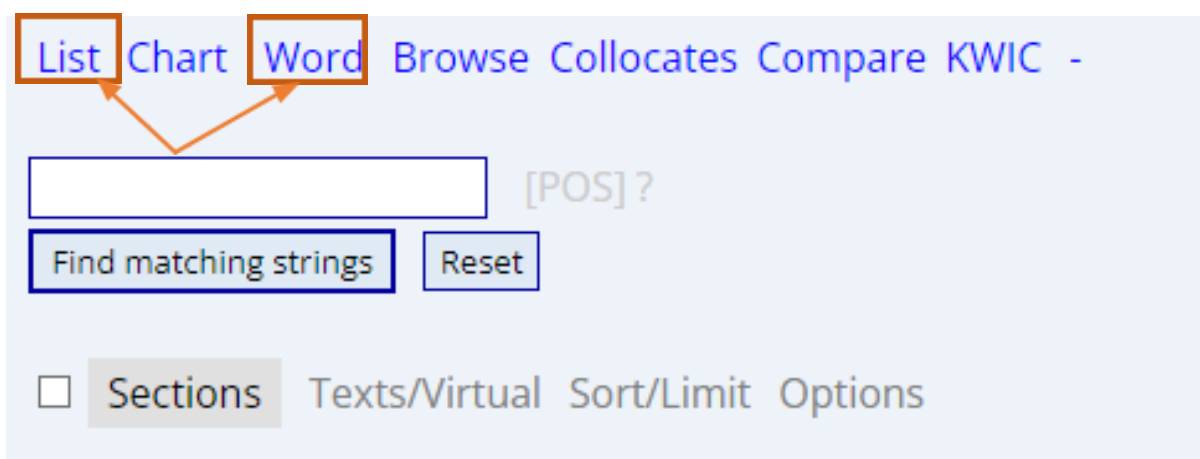 List Chart Word Browse Collocates Compare KWIC -
[POS] ?
Find matching strings Reset
Sections Texts/Virtual Sort/Limit Options